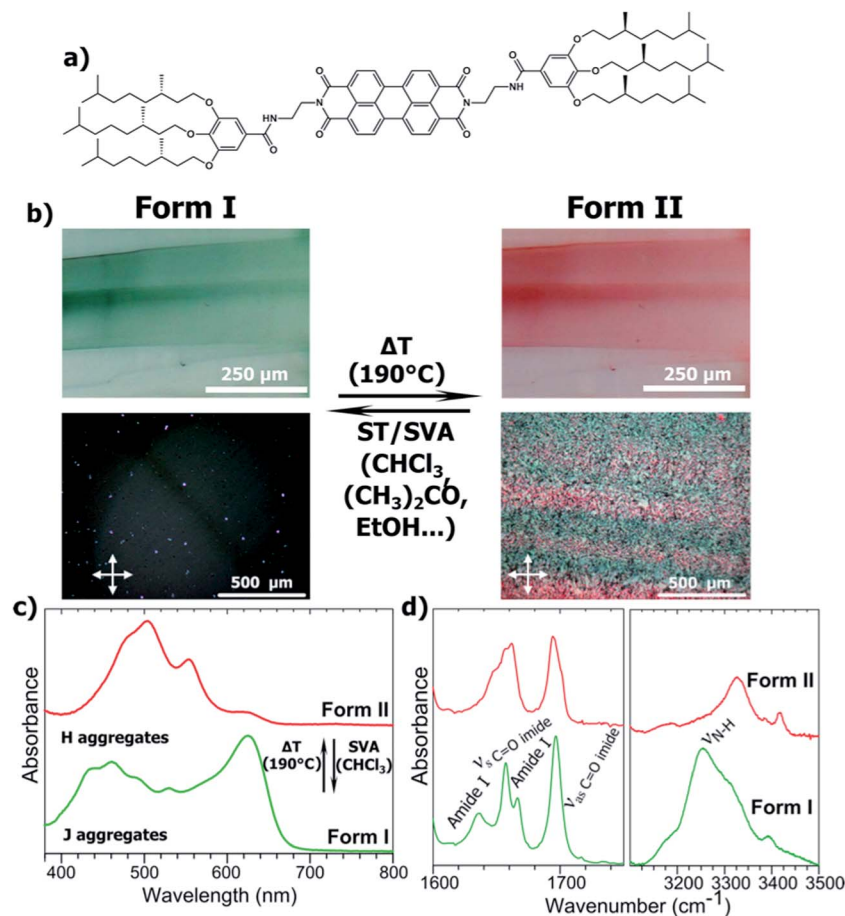 a)
O
O
O
O
NH
N
O
O
O
O
N
HN
O
O
O
O
b)
Form I
Form II
250 µm
250 µm
ΔT
(190°C)
ST/SVA
(CHCl3,
(CH3)2CO,
EtOH...)
500 µm
500 µm
c)
Absorbance
Form II
H aggregates
ΔT
(190°C)
SVA
(CHCl3)
J aggregates
Form I
400 500 600 700 800
Wavelength (nm)
d)
Absorbance
Amide I
νs C=O imide
Amide I
νas C=O imide
Form II
νN-H
Form I
1600 1700 3200 3300 3400 3500
Wavenumber (cm-1)